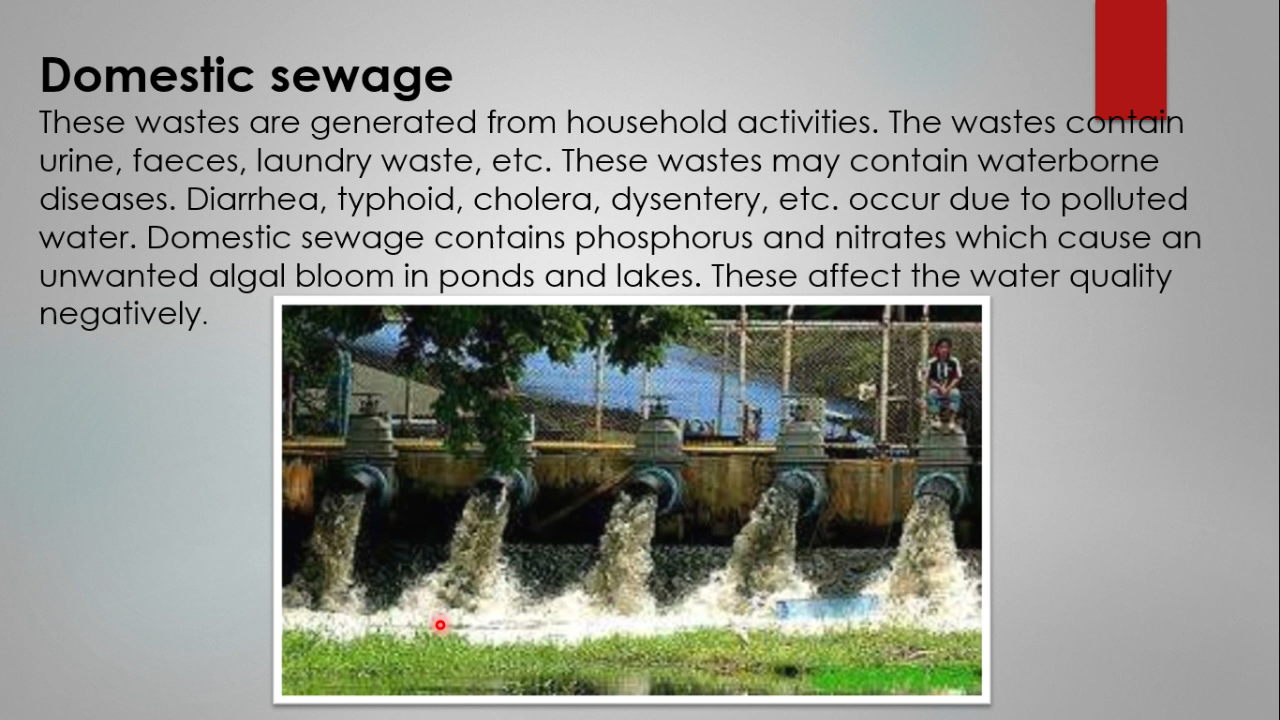 Domestic sewage
These wastes are generated from household activities. The wastes contain
urine, faeces, laundry waste, etc. These wastes may contain waterborne
diseases. Diarrhea, typhoid, cholera, dysentery, etc. occur due to polluted
water. Domestic sewage contains phosphorus and nitrates which cause an
unwanted algal bloom in ponds and lakes. These affect the water quality
negatively.